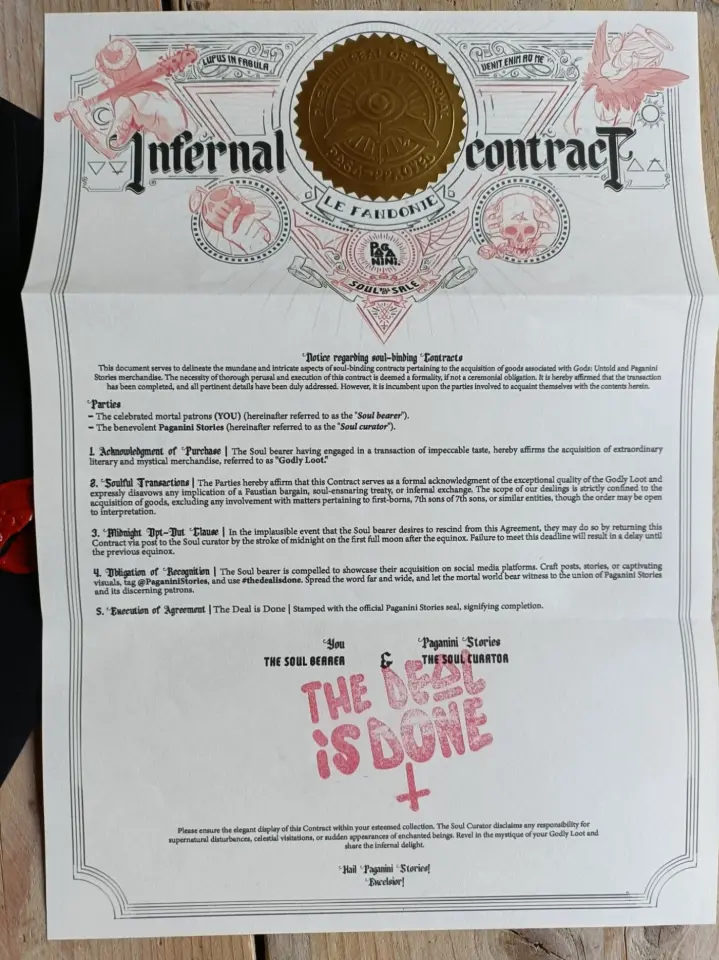 LUPUS IN FABULA
VENIT ENIM AD ME
SEAL OF APPROVAL
Infernal contract
LE FANDONIE
PAGANINI.
SOUL FOR SALE
Notice regarding soul-binding Contracts
This document serves to delineate the mundane and intricate aspects of soul-binding contracts pertaining to the acquisition of goods associated with Gods: Untold and Paganini
Stories merchandise. The necessity of thorough perusal and execution of this contract is deemed a formality, if not a ceremonial obligation. It is hereby affirmed that the transaction
has been completed, and all pertinent details have been duly addressed. However, it is incumbent upon the parties involved to acquaint themselves with the contents herein.
Parties
– The celebrated mortal patrons (YOU) (hereinafter referred to as the "Soul bearer").
– The benevolent Paganini Stories (hereinafter referred to as the "Soul curator").
1. Acknowledgment of Purchase | The Soul bearer having engaged in a transaction of impeccable taste, hereby affirms the acquisition of extraordinary
literary and mystical merchandise, referred to as "Godly Loot."
2. Soulful Transactions | The Parties hereby affirm that this Contract serves as a formal acknowledgment of the exceptional quality of the Godly Loot and
expressly disavows any implication of a Faustian bargain, soul-ensnaring treaty, or infernal exchange. The scope of our dealings is strictly confined to the
acquisition of goods, excluding any involvement with matters pertaining to first-borns, 7th sons of 7th sons, or similar entities, though the order may be open
to interpretation.
3. Midnight Opt-Out Clause | In the implausible event that the Soul bearer desires to rescind from this Agreement, they may do so by returning this
Contract via post to the Soul curator by the stroke of midnight on the first full moon after the equinox. Failure to meet this deadline will result in a delay until
the previous equinox.
4. Obligation of Recognition | The Soul bearer is compelled to showcase their acquisition on social media platforms. Craft posts, stories, or captivating
visuals, tag @PaganiniStories, and use #thedealisdone. Spread the word far and wide, and let the mortal world bear witness to the union of Paganini Stories
and its discerning patrons.
5. Execution of Agreement | The Deal is Done | Stamped with the official Paganini Stories seal, signifying completion.
You Paganini Stories
THE SOUL BEARER & THE SOUL CURATOR
THE DEAL
iS DONE
Please ensure the elegant display of this Contract within your esteemed collection. The Soul Curator disclaims any responsibility for
supernatural disturbances, celestial visitations, or sudden appearances of enchanted beings. Revel in the mystique of your Godly Loot and
share the infernal delight.
Hail Paganini Stories!
Excelsior!